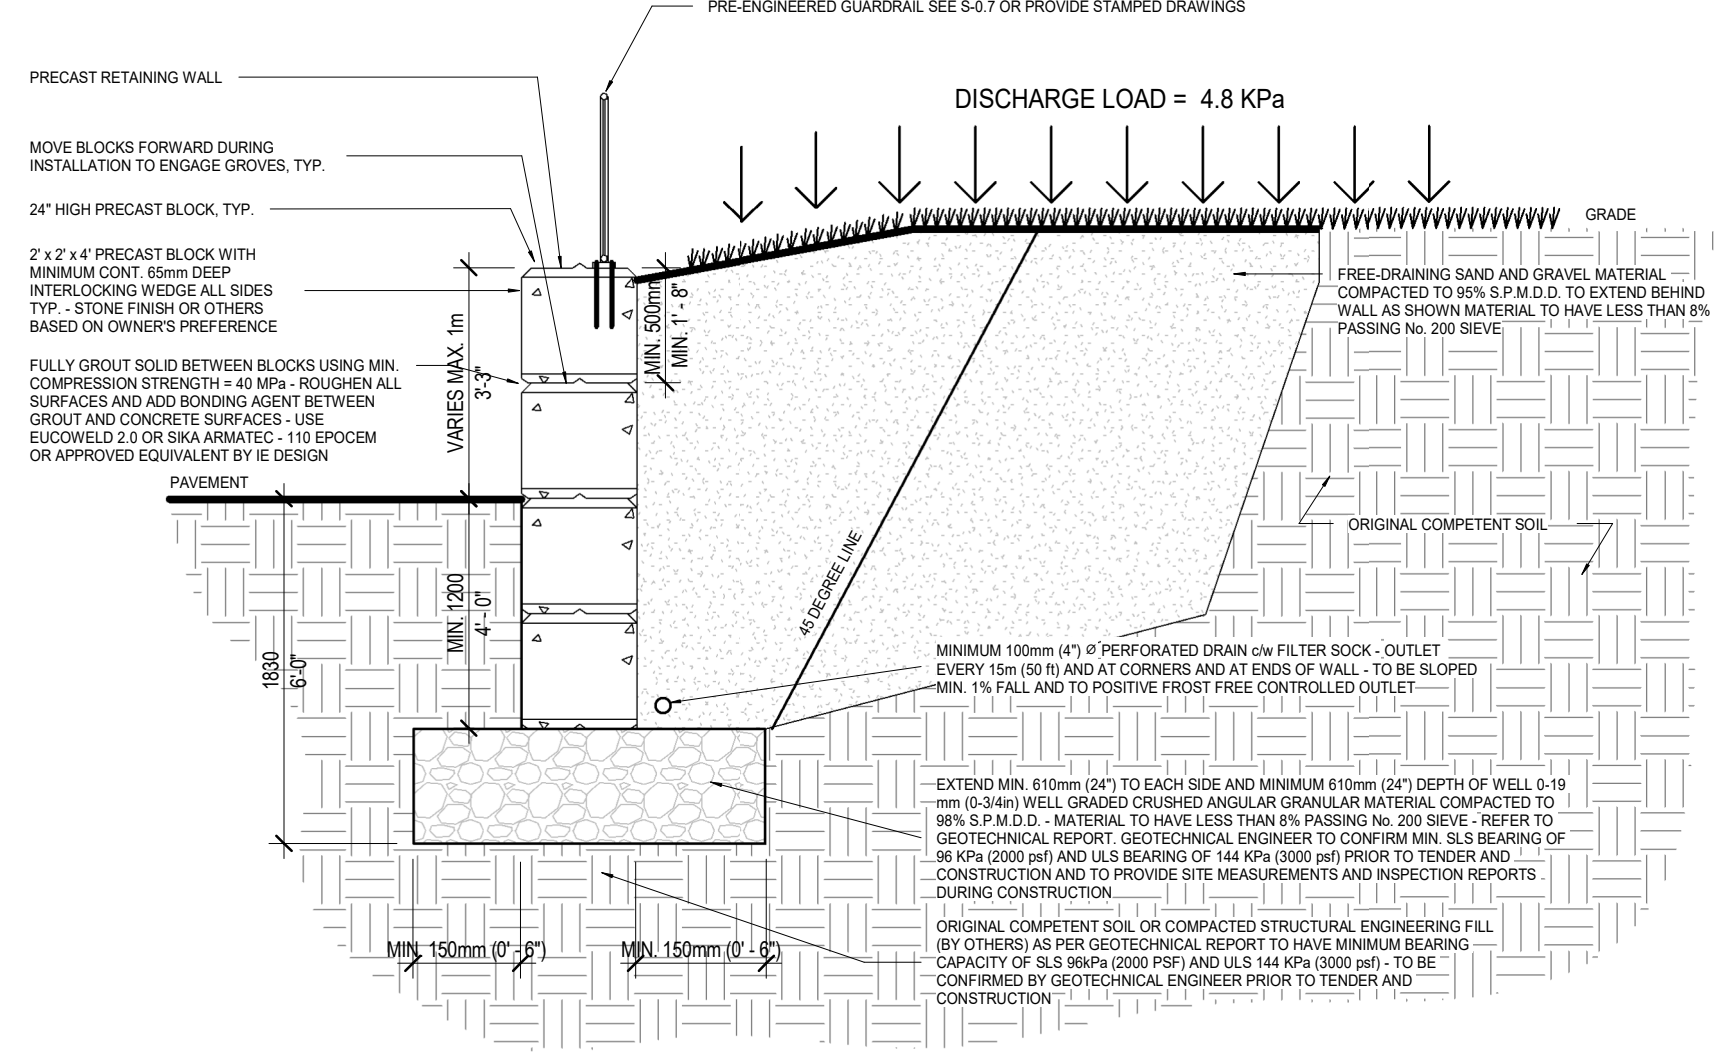 PRE-ENGINEERED GUARDRAIL SEE S-0.7 OR PROVIDE STAMPED DRAWINGS
PRECAST RETAINING WALL
DISCHARGE LOAD = 4.8 KPa
MOVE BLOCKS FORWARD DURING
INSTALLATION TO ENGAGE GROVES, TYP.
24" HIGH PRECAST BLOCK, TYP.
GRADE
2' x 2' x 4' PRECAST BLOCK WITH
MINIMUM CONT. 65mm DEEP
INTERLOCKING WEDGE ALL SIDES
TYP. - STONE FINISH OR OTHERS
BASED ON OWNER'S PREFERENCE
FREE-DRAINING SAND AND GRAVEL MATERIAL
COMPACTED TO 95% S.P.M.D.D. TO EXTEND BEHIND
WALL AS SHOWN MATERIAL TO HAVE LESS THAN 8%
PASSING No. 200 SIEVE
MIN. 500mm
MIN. 1' - 8"
VARIES MAX. 1m
3'-3"
FULLY GROUT SOLID BETWEEN BLOCKS USING MIN.
COMPRESSION STRENGTH = 40 MPa - ROUGHEN ALL
SURFACES AND ADD BONDING AGENT BETWEEN
GROUT AND CONCRETE SURFACES - USE
EUCOWELD 2.0 OR SIKA ARMATEC - 110 EPOCEM
OR APPROVED EQUIVALENT BY IE DESIGN
PAVEMENT
ORIGINAL COMPETENT SOIL
45 DEGREE LINE
MIN. 1200
4' - 0"
1830
6'-0"
MINIMUM 100mm (4") Ø PERFORATED DRAIN c/w FILTER SOCK - OUTLET
EVERY 15m (50 ft) AND AT CORNERS AND AT ENDS OF WALL - TO BE SLOPED
MIN. 1% FALL AND TO POSITIVE FROST FREE CONTROLLED OUTLET
EXTEND MIN. 610mm (24") TO EACH SIDE AND MINIMUM 610mm (24") DEPTH OF WELL 0-19
mm (0-3/4in) WELL GRADED CRUSHED ANGULAR GRANULAR MATERIAL COMPACTED TO
98% S.P.M.D.D. - MATERIAL TO HAVE LESS THAN 8% PASSING No. 200 SIEVE - REFER TO
GEOTECHNICAL REPORT. GEOTECHNICAL ENGINEER TO CONFIRM MIN. SLS BEARING OF
96 KPa (2000 psf) AND ULS BEARING OF 144 KPa (3000 psf) PRIOR TO TENDER AND
CONSTRUCTION AND TO PROVIDE SITE MEASUREMENTS AND INSPECTION REPORTS
DURING CONSTRUCTION
MIN. 150mm (0' - 6")
MIN. 150mm (0' - 6")
ORIGINAL COMPETENT SOIL OR COMPACTED STRUCTURAL ENGINEERING FILL
(BY OTHERS) AS PER GEOTECHNICAL REPORT TO HAVE MINIMUM BEARING
CAPACITY OF SLS 96kPa (2000 PSF) AND ULS 144 KPa (3000 psf) - TO BE
CONFIRMED BY GEOTECHNICAL ENGINEER PRIOR TO TENDER AND
CONSTRUCTION